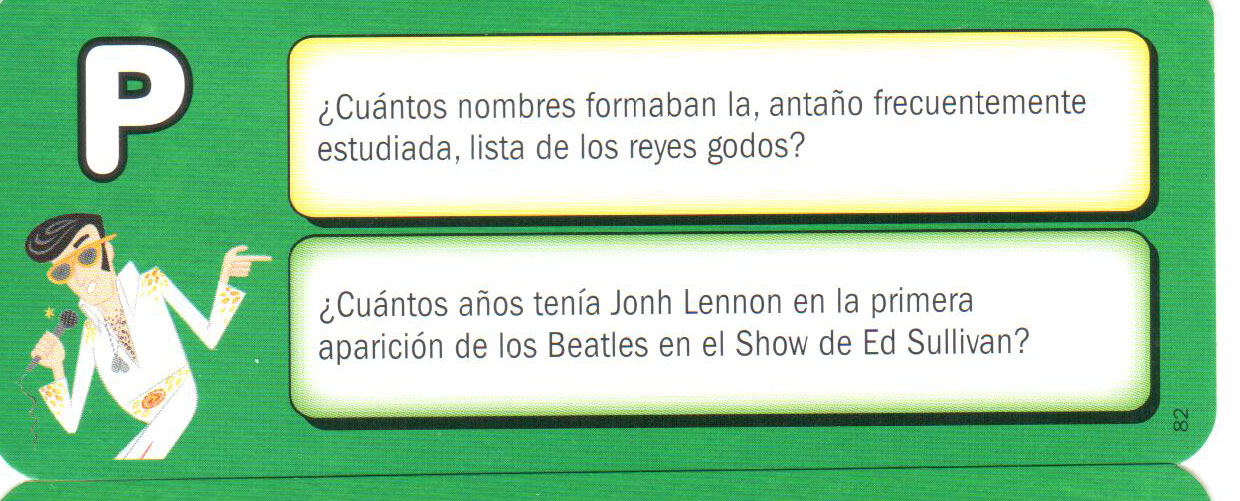 P
¿Cuántos nombres formaban la, antaño frecuentemente
estudiada, lista de los reyes godos?
¿Cuántos años tenía Jonh Lennon en la primera
aparición de los Beatles en el Show de Ed Sullivan?
82